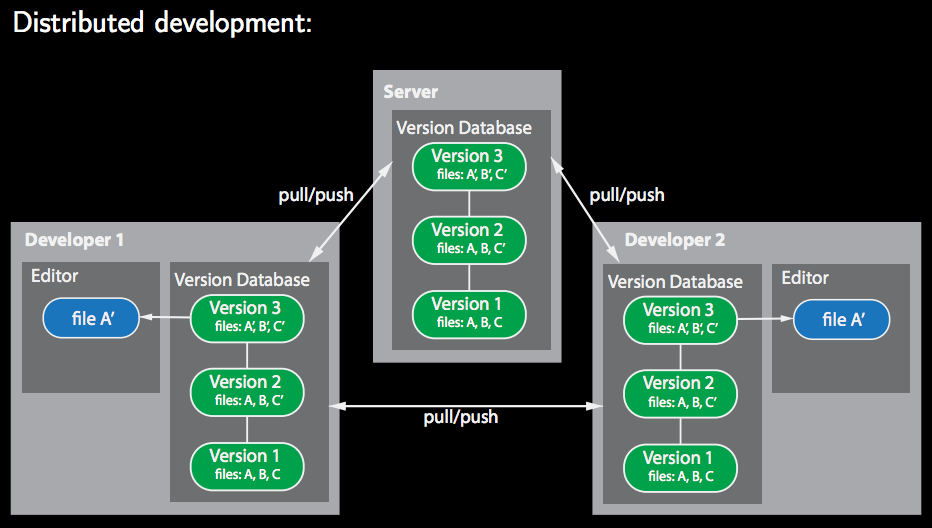 Distributed development:
Server
Version Database
Version 3
files: A’, B’, C’
Version 2
files: A, B, C’
Version 1
files: A, B, C
pull/push
pull/push
Developer 1
Editor
file A’
Version Database
Version 3
files: A’, B’, C’
Version 2
files: A, B, C’
Version 1
files: A, B, C
pull/push
Developer 2
Version Database
Version 3
files: A’, B’, C’
Version 2
files: A, B, C’
Version 1
files: A, B, C
Editor
file A’